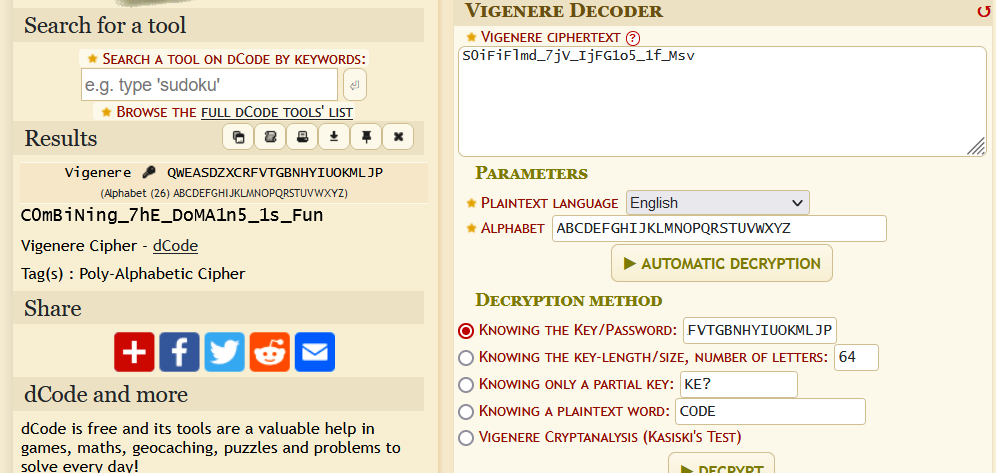 Search for a tool
★ Search a tool on dCode by keywords:
e.g. type 'sudoku'
★ Browse the full dCode tools' list
Results
Vigenere QWEASDZXCRFVTGBNHYIUOKMLJP
(Alphabet (26) ABCDEFGHIJKLMNOPQRSTUVWXYZ)
C0mBiNing_7hE_DoMA1n5_1s_Fun
Vigenere Cipher - dCode
Tag(s) : Poly-Alphabetic Cipher
Share
dCode and more
dCode is free and its tools are a valuable help in
games, maths, geocaching, puzzles and problems to
solve every day!
Vigenere Decoder
★ Vigenere ciphertext ?
S0iFiFlmd_7jV_IjFG1o5_1f_Msv
Parameters
★ Plaintext language English
★ Alphabet ABCDEFGHIJKLMNOPQRSTUVWXYZ
▶ AUTOMATIC DECRYPTION
Decryption method
Knowing the Key/Password: FVTGBNHYIUOKMLJP
Knowing the key-length/size, number of letters: 64
Knowing only a partial key: KE?
Knowing a plaintext word: CODE
Vigenere Cryptanalysis (Kasiski's Test)
▶ DECRYPT